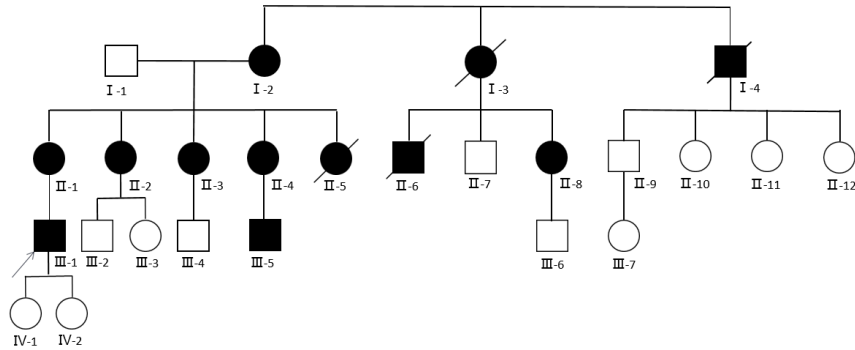 Ⅰ-1 Ⅰ-2 Ⅰ-3 Ⅰ-4
Ⅱ-1 Ⅱ-2 Ⅱ-3 Ⅱ-4 Ⅱ-5 Ⅱ-6 Ⅱ-7 Ⅱ-8 Ⅱ-9 Ⅱ-10 Ⅱ-11 Ⅱ-12
Ⅲ-1 Ⅲ-2 Ⅲ-3 Ⅲ-4 Ⅲ-5 Ⅲ-6 Ⅲ-7
Ⅳ-1 Ⅳ-2